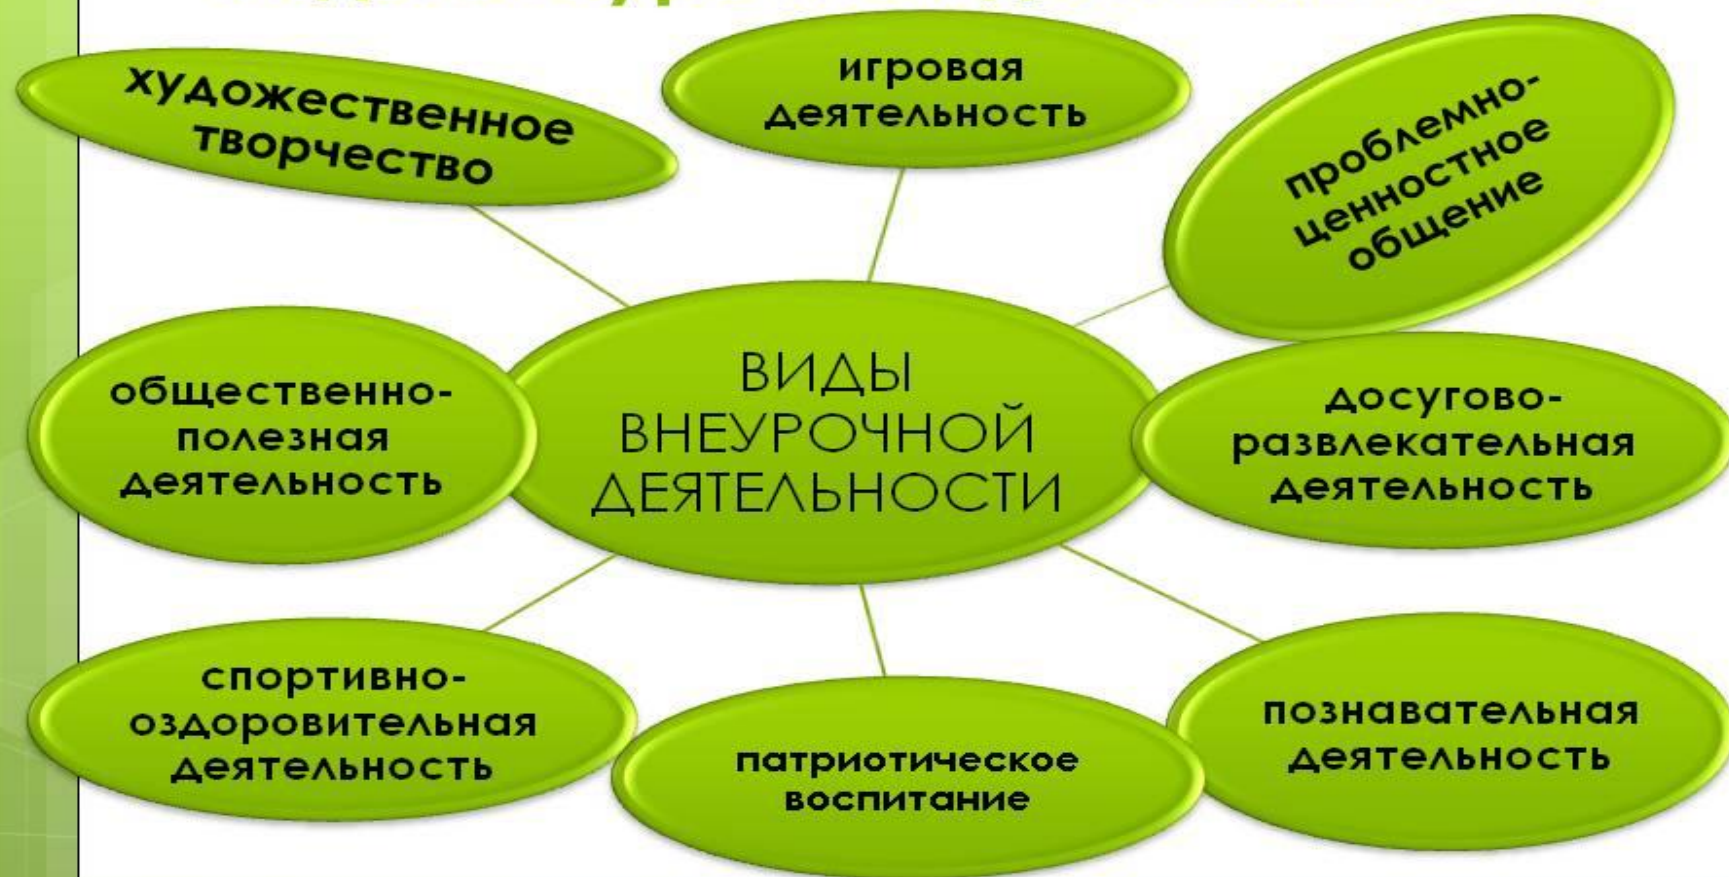 художественное
творчество
игровая
деятельность
проблемно-
ценностное
общение
общественно-
полезная
деятельность
ВИДЫ
ВНЕУРОЧНОЙ
ДЕЯТЕЛЬНОСТИ
досугово-
развлекательная
деятельность
спортивно-
оздоровительная
деятельность
патриотическое
воспитание
познавательная
деятельность